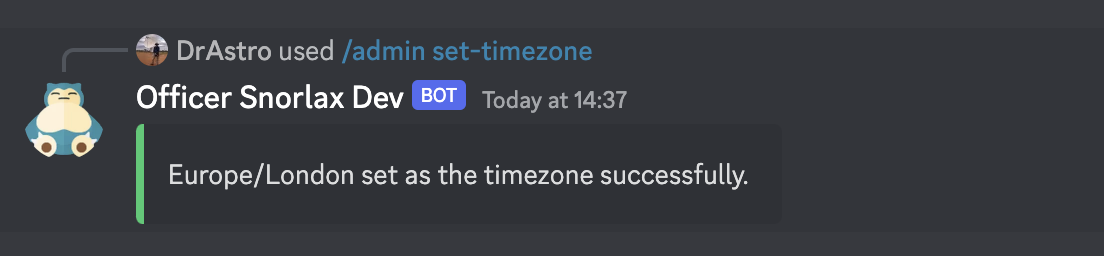 DrAstro used /admin set-timezone
Officer Snorlax Dev BOT Today at 14:37
Europe/London set as the timezone successfully.